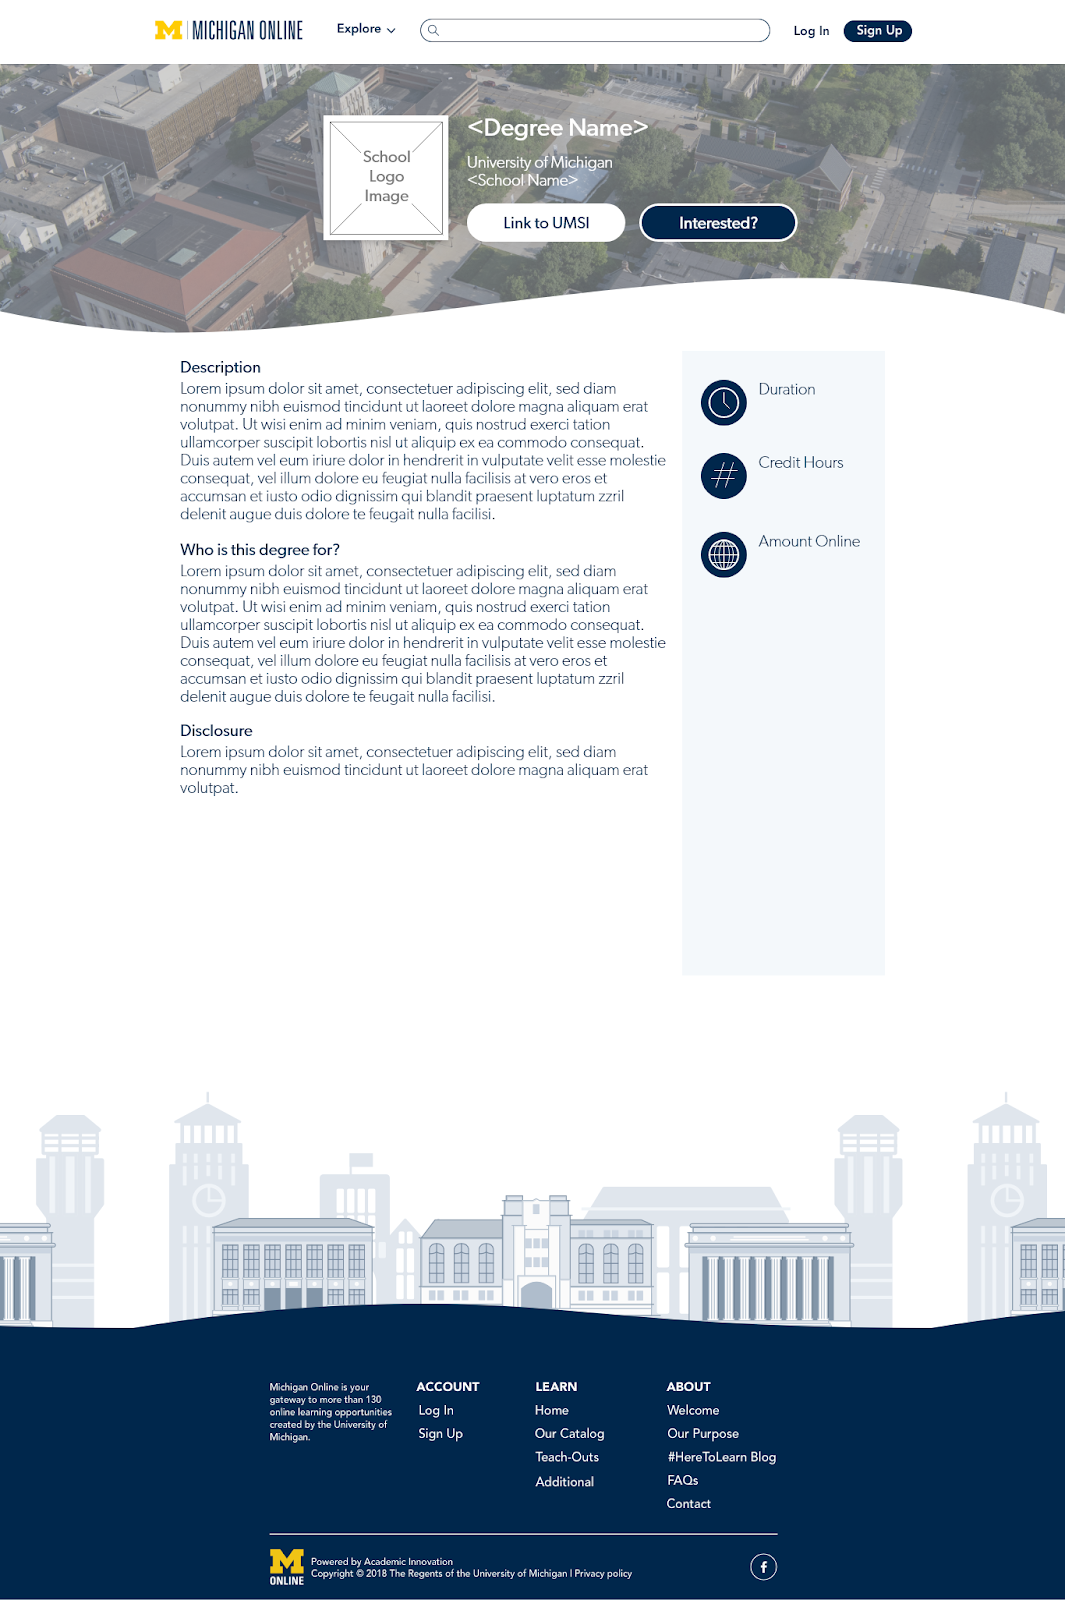 M MICHIGAN ONLINE
Explore
Log In
Sign Up
School
Logo
Image
<Degree Name>
University of Michigan
<School Name>
Link to UMSI
Interested?
Description
Lorem ipsum dolor sit amet, consectetuer adipiscing elit, sed diam
nonummy nibh euismod tincidunt ut laoreet dolore magna aliquam erat
volutpat. Ut wisi enim ad minim veniam, quis nostrud exerci tation
ullamcorper suscipit lobortis nisl ut aliquip ex ea commodo consequat.
Duis autem vel eum iriure dolor in hendrerit in vulputate velit esse molestie
consequat, vel illum dolore eu feugiat nulla facilisis at vero eros et
accumsan et iusto odio dignissim qui blandit praesent luptatum zzril
delenit augue duis dolore te feugait nulla facilisi.
Who is this degree for?
Lorem ipsum dolor sit amet, consectetuer adipiscing elit, sed diam
nonummy nibh euismod tincidunt ut laoreet dolore magna aliquam erat
volutpat. Ut wisi enim ad minim veniam, quis nostrud exerci tation
ullamcorper suscipit lobortis nisl ut aliquip ex ea commodo consequat.
Duis autem vel eum iriure dolor in hendrerit in vulputate velit esse molestie
consequat, vel illum dolore eu feugiat nulla facilisis at vero eros et
accumsan et iusto odio dignissim qui blandit praesent luptatum zzril
delenit augue duis dolore te feugait nulla facilisi.
Disclosure
Lorem ipsum dolor sit amet, consectetuer adipiscing elit, sed diam
nonummy nibh euismod tincidunt ut laoreet dolore magna aliquam erat
volutpat.
Duration
# Credit Hours
Amount Online
Michigan Online is your
gateway to more than 130
online learning opportunities
created by the University of
Michigan.
ACCOUNT
Log In
Sign Up
LEARN
Home
Our Catalog
Teach-Outs
Additional
ABOUT
Welcome
Our Purpose
#HereToLearn Blog
FAQs
Contact
M
ONLINE
Powered by Academic Innovation
Copyright © 2018 The Regents of the University of Michigan | Privacy policy
f